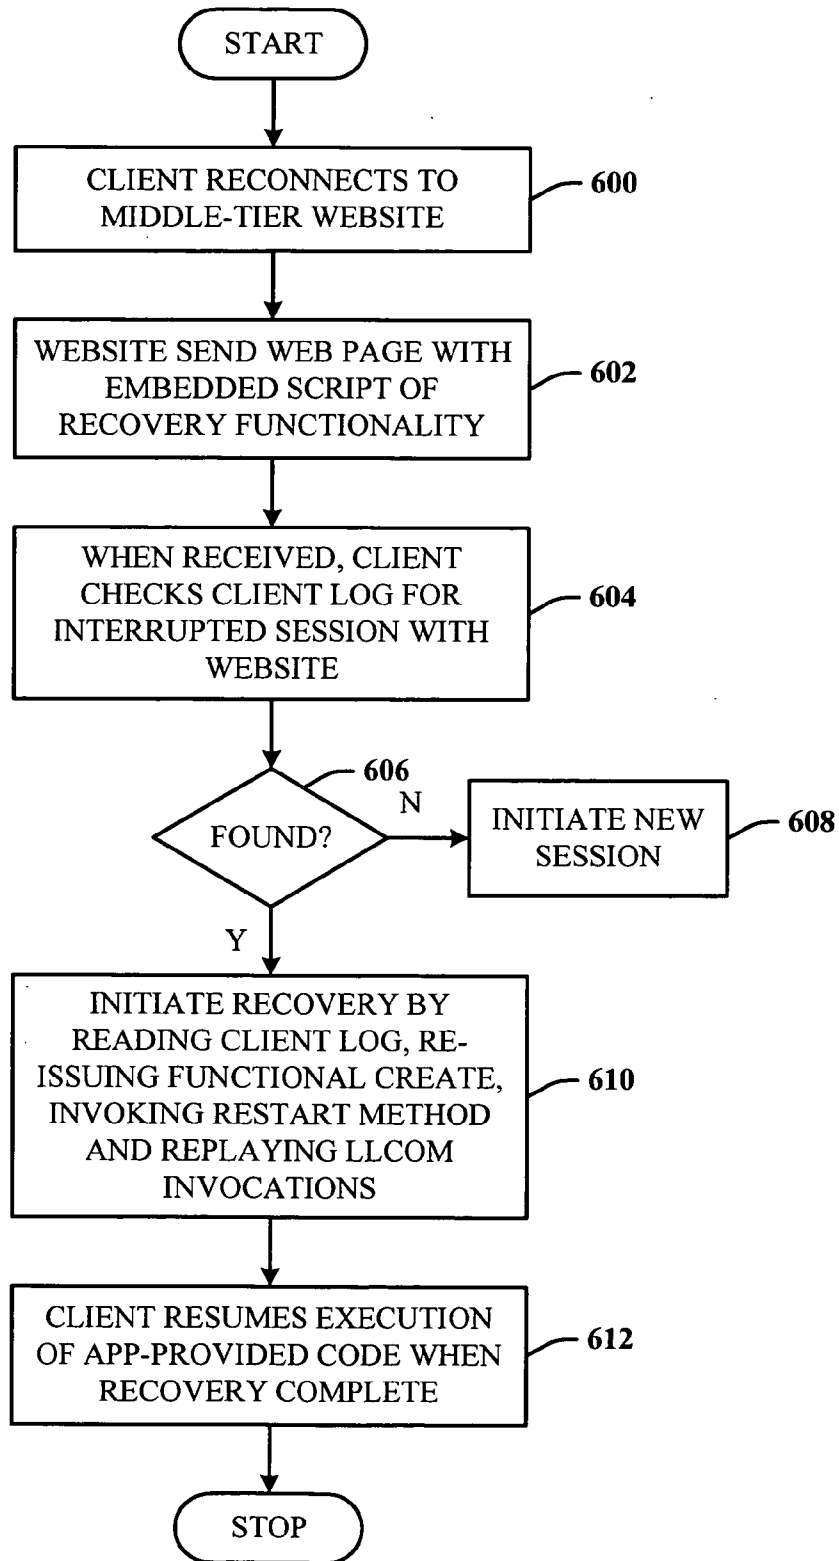 START
CLIENT RECONNECTS TO
MIDDLE-TIER WEBSITE
600
WEBSITE SEND WEB PAGE WITH
EMBEDDED SCRIPT OF
RECOVERY FUNCTIONALITY
602
WHEN RECEIVED, CLIENT
CHECKS CLIENT LOG FOR
INTERRUPTED SESSION WITH
WEBSITE
604
606
FOUND?
N
INITIATE NEW
SESSION
608
Y
INITIATE RECOVERY BY
READING CLIENT LOG, RE-
ISSUING FUNCTIONAL CREATE,
INVOKING RESTART METHOD
AND REPLAYING LLCOM
INVOCATIONS
610
CLIENT RESUMES EXECUTION
OF APP-PROVIDED CODE WHEN
RECOVERY COMPLETE
612
STOP